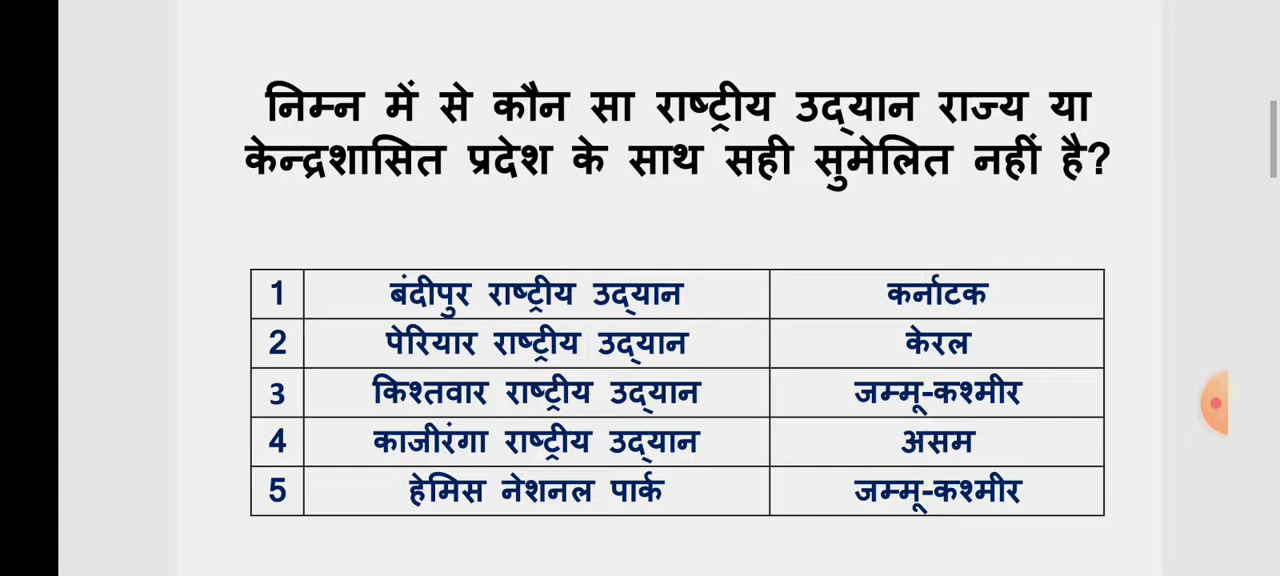 निम्न में से कौन सा राष्ट्रीय उद्यान राज्य या
केन्द्रशासित प्रदेश के साथ सही सुमेलित नहीं है?
1 बंदीपुर राष्ट्रीय उद्यान कर्नाटक
2 पेरियार राष्ट्रीय उद्यान केरल
3 किश्तवार राष्ट्रीय उद्यान जम्मू-कश्मीर
4 काजीरंगा राष्ट्रीय उद्यान असम
5 हेमिस नेशनल पार्क जम्मू-कश्मीर